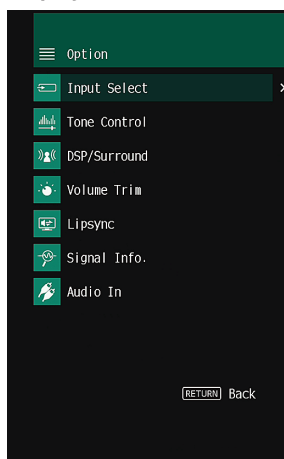 Option
Input Select
Tone Control
DSP/Surround
Volume Trim
Lipsync
Signal Info.
Audio In
RETURN Back